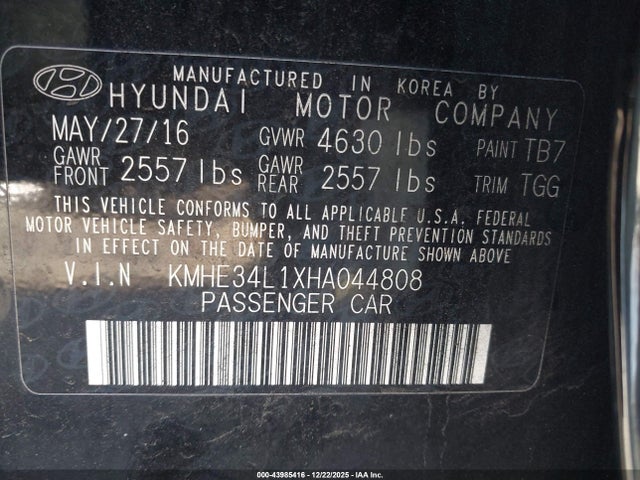 MANUFACTURED IN KOREA BY
HYUNDAI MOTOR COMPANY
MAY/27/16 GVWR 4630 lbs PAINT TB7
GAWR FRONT 2557 lbs GAWR REAR 2557 lbs TRIM TGG
THIS VEHICLE CONFORMS TO ALL APPLICABLE U.S.A. FEDERAL
MOTOR VEHICLE SAFETY, BUMPER, AND THEFT PREVENTION STANDARDS
IN EFFECT ON THE DATE OF MANUFACTURE SHOWN ABOVE.
V.I.N KMHE34L1XHA044808
PASSENGER CAR
000-43985416 | 12/22/2025 - IAA Inc.